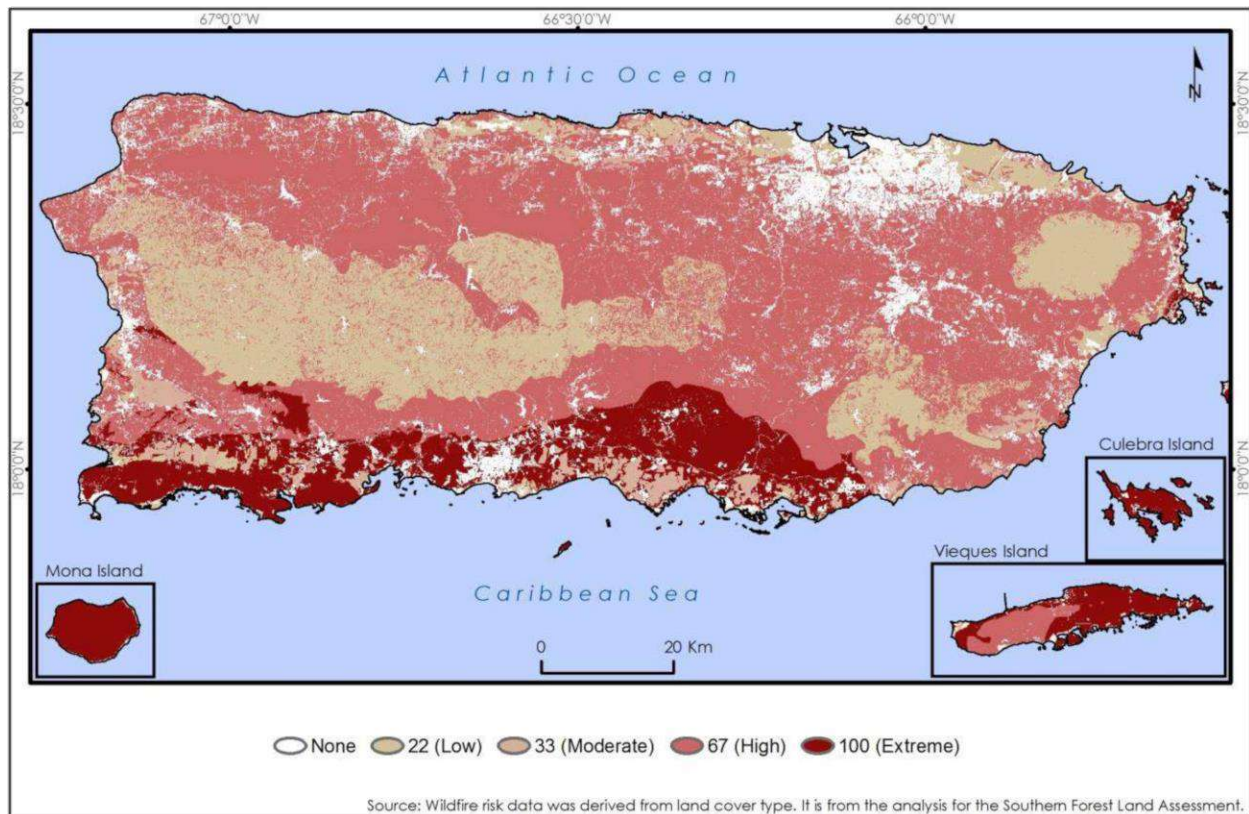 67°0'0"W 66°30'0"W 66°0'0"W
Atlantic Ocean
N
18°30'0"N 18°30'0"N
18°0'0"N 18°0'0"N
Culebra Island
Vieques Island
Mona Island
Caribbean Sea
0 20 Km
None 22 (Low) 33 (Moderate) 67 (High) 100 (Extreme)
Source: Wildfire risk data was derived from land cover type. It is from the analysis for the Southern Forest Land Assessment.